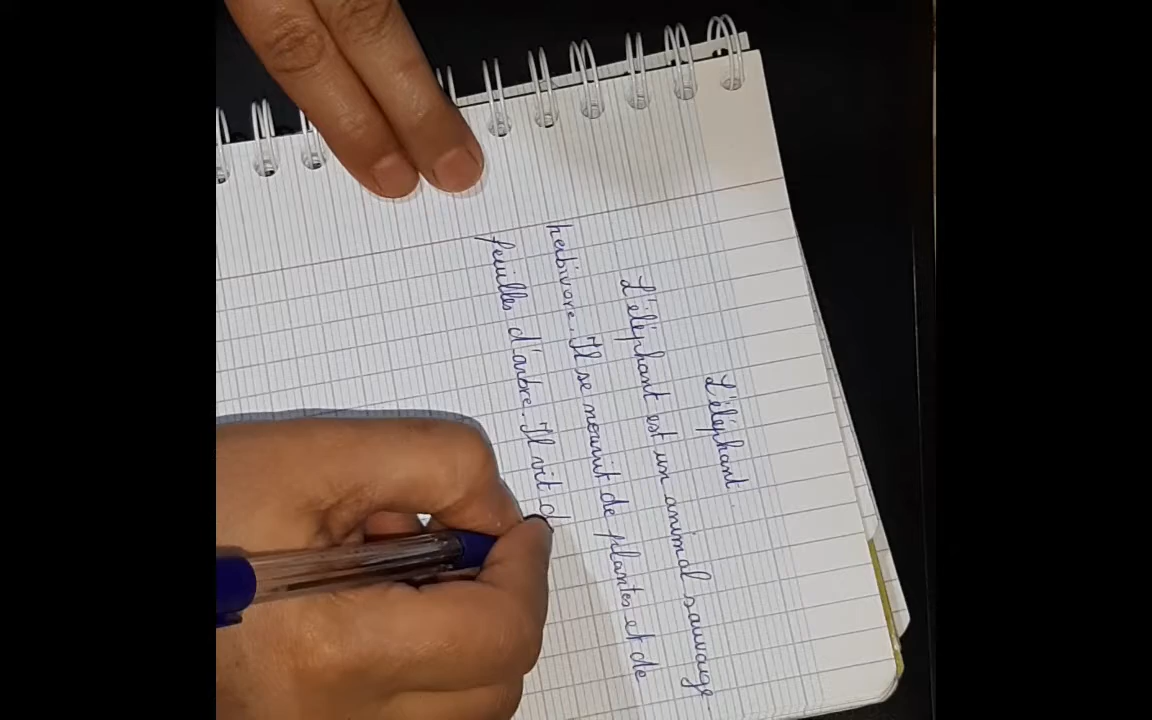 L'éléphant.
L'éléphant est un animal sauvage.
herbivore. Il se nourrit de plantes et de
feuilles d'arbre. Il vit d